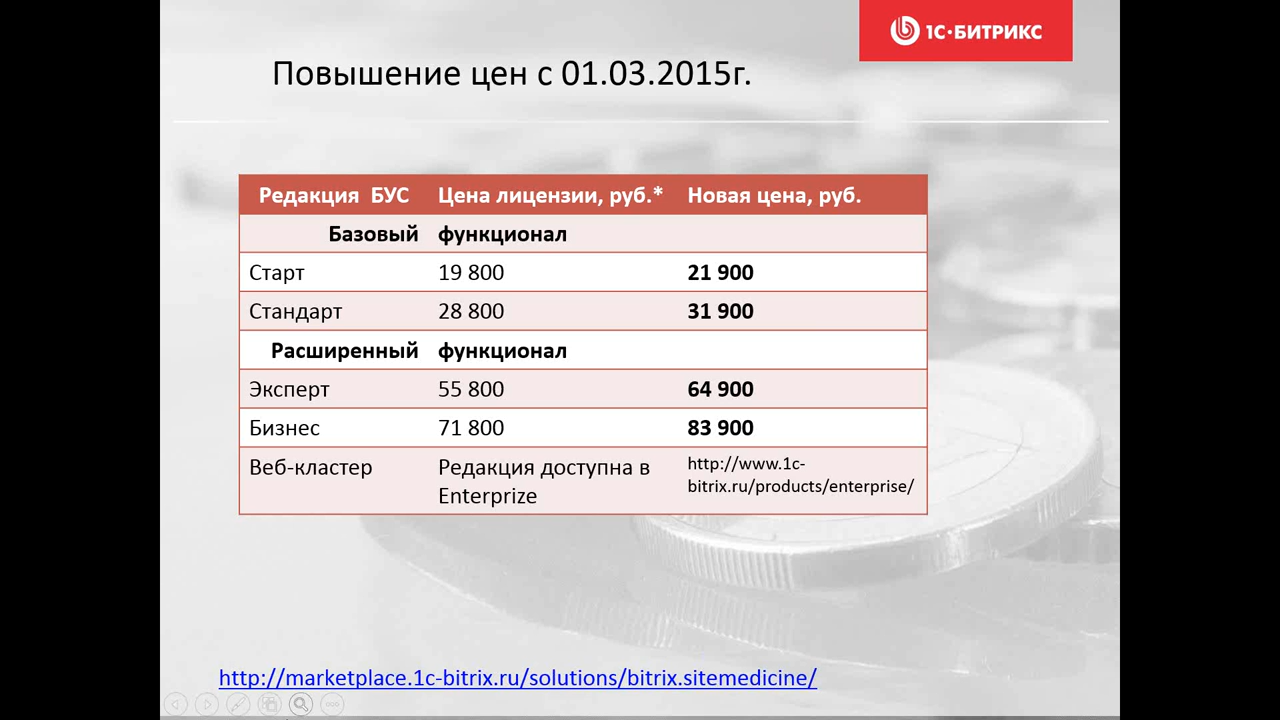 1С·БИТРИКС
Повышение цен с 01.03.2015г.
Редакция БУС Цена лицензии, руб.* Новая цена, руб.
Базовый функционал
Старт 19 800 21 900
Стандарт 28 800 31 900
Расширенный функционал
Эксперт 55 800 64 900
Бизнес 71 800 83 900
Веб-кластер Редакция доступна в Enterprize http://www.1c-bitrix.ru/products/enterprise/
http://marketplace.1c-bitrix.ru/solutions/bitrix.sitemedicine/